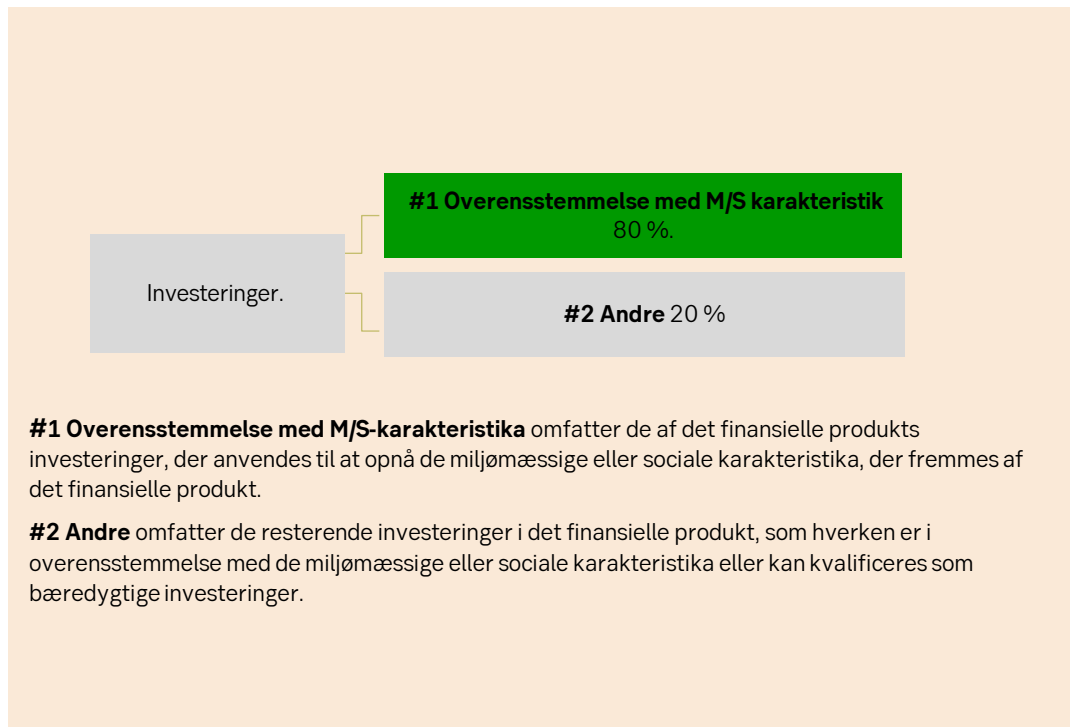 #1 Overensstemmelse med M/S karakteristik
80 %.
Investeringer.
#2 Andre 20 %
#1 Overensstemmelse med M/S-karakteristika omfatter de af det finansielle produkts
investeringer, der anvendes til at opnå de miljømæssige eller sociale karakteristika, der fremmes af
det finansielle produkt.
#2 Andre omfatter de resterende investeringer i det finansielle produkt, som hverken er i
overensstemmelse med de miljømæssige eller sociale karakteristika eller kan kvalificeres som
bæredygtige investeringer.